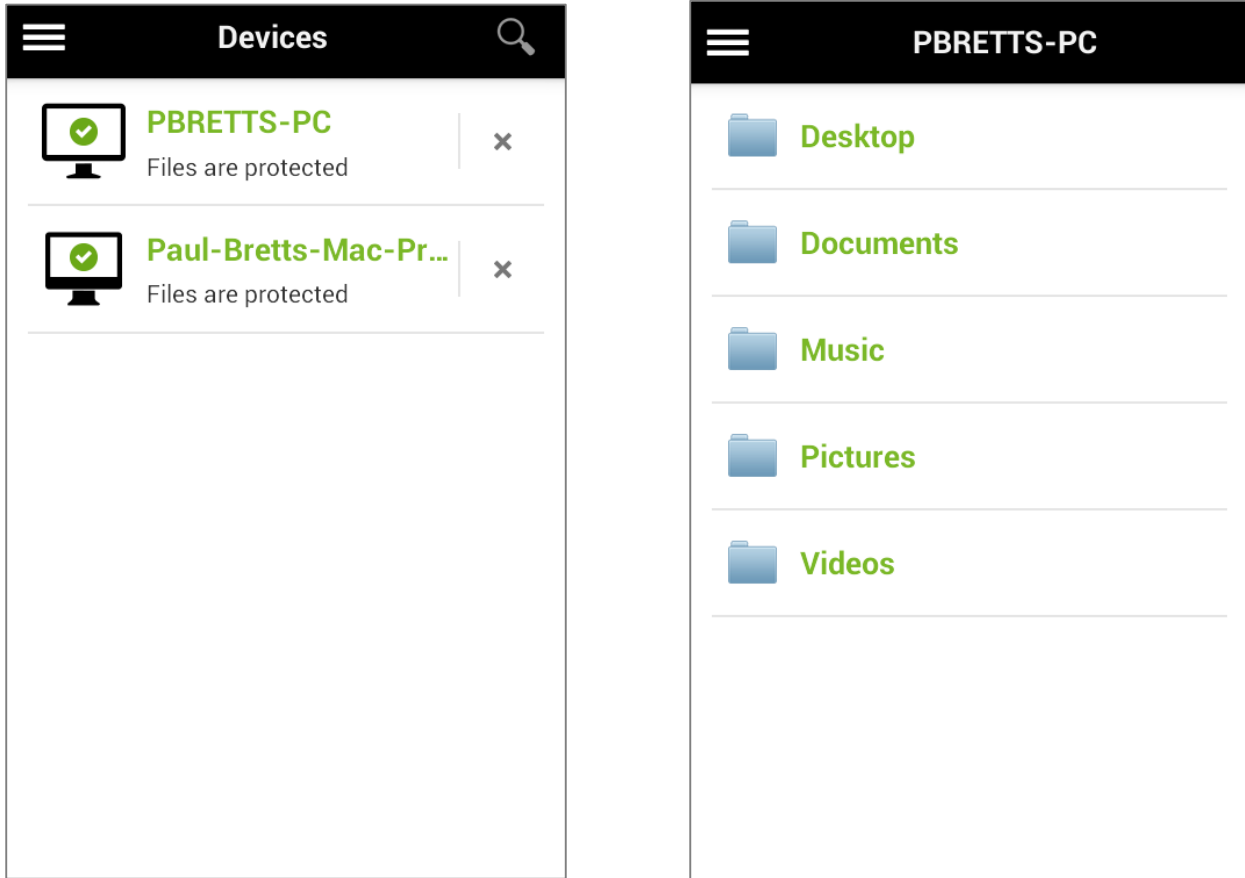 Devices
PBRETTS-PC
Files are protected
Paul-Bretts-Mac-Pr...
Files are protected
PBRETTS-PC
Desktop
Documents
Music
Pictures
Videos